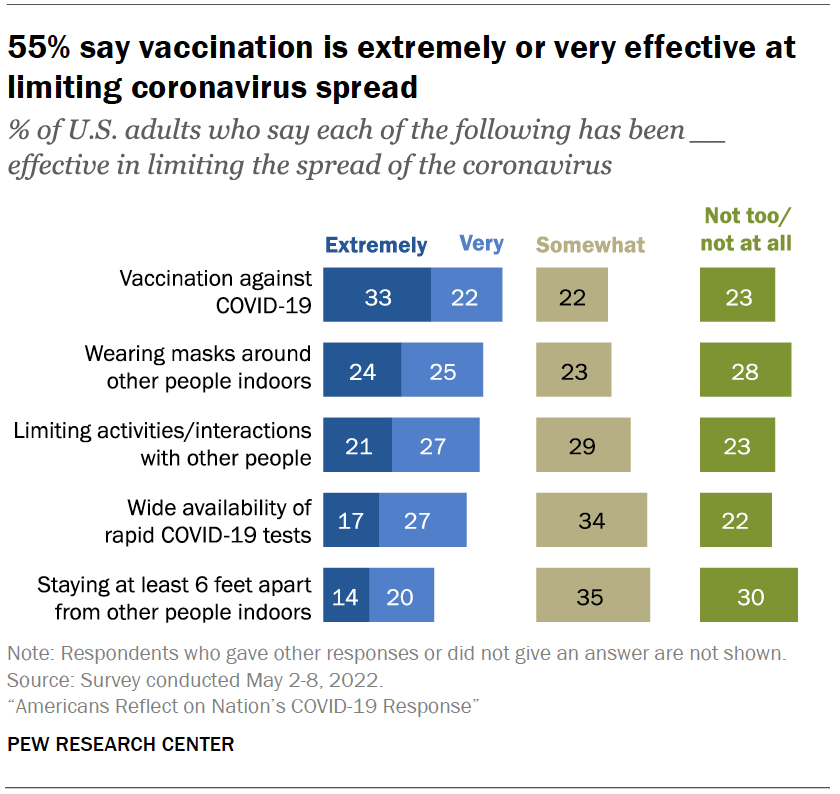 55% say vaccination is extremely or very effective at
limiting coronavirus spread
% of U.S. adults who say each of the following has been __
effective in limiting the spread of the coronavirus
Extremely Very Somewhat Not too/
not at all
Vaccination against
COVID-19
33 22 22 23
Wearing masks around
other people indoors
24 25 23 28
Limiting activities/interactions
with other people
21 27 29 23
Wide availability of
rapid COVID-19 tests
17 27 34 22
Staying at least 6 feet apart
from other people indoors
14 20 35 30
Note: Respondents who gave other responses or did not give an answer are not shown.
Source: Survey conducted May 2-8, 2022.
“Americans Reflect on Nation’s COVID-19 Response”
PEW RESEARCH CENTER